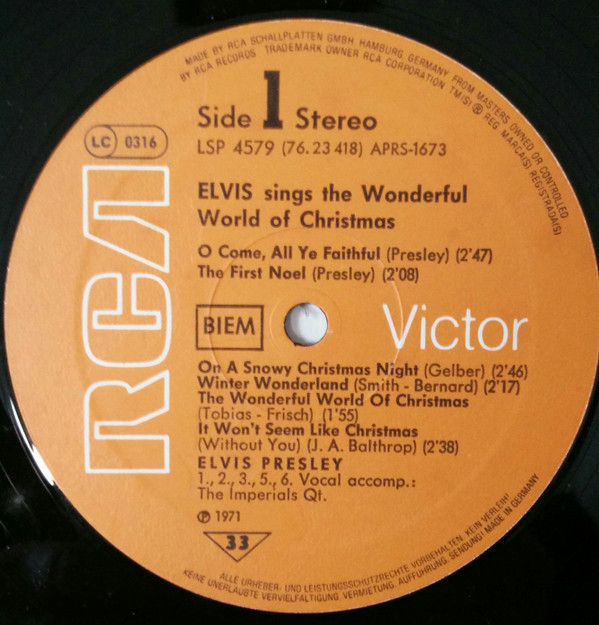 MADE BY RCA SCHALLPLATTEN GMBH HAMBURG, GERMANY FROM MASTERS OWNED OR CONTROLLED
BY RCA RECORDS TRADEMARK OWNER RCA CORPORATION TM(S) ® REG MARCA(S) REGISTRADA(S)
Side 1 Stereo
LC 0316
LSP 4579 (76.23 418) APRS-1673
RCA
ELVIS sings the Wonderful
World of Christmas
O Come, All Ye Faithful (Presley) (2'47)
The First Noel (Presley) (2'08)
BIEM
Victor
On A Snowy Christmas Night (Gelber) (2'46)
Winter Wonderland (Smith - Bernard) (2'17)
The Wonderful World Of Christmas
(Tobias - Frisch) (1'55)
It Won't Seem Like Christmas
(Without You) (J. A. Balthrop) (2'38)
ELVIS PRESLEY
1., 2., 3., 5., 6. Vocal accomp.:
The Imperials Qt.
℗ 1971
33
ALLE URHEBER- UND LEISTUNGSSCHUTZRECHTE VORBEHALTEN. KEIN VERLEIH!
KEINE UNERLAUBTE VERVIELFÄLTIGUNG, VERMIETUNG, AUFFÜHRUNG, SENDUNG! MADE IN GERMANY